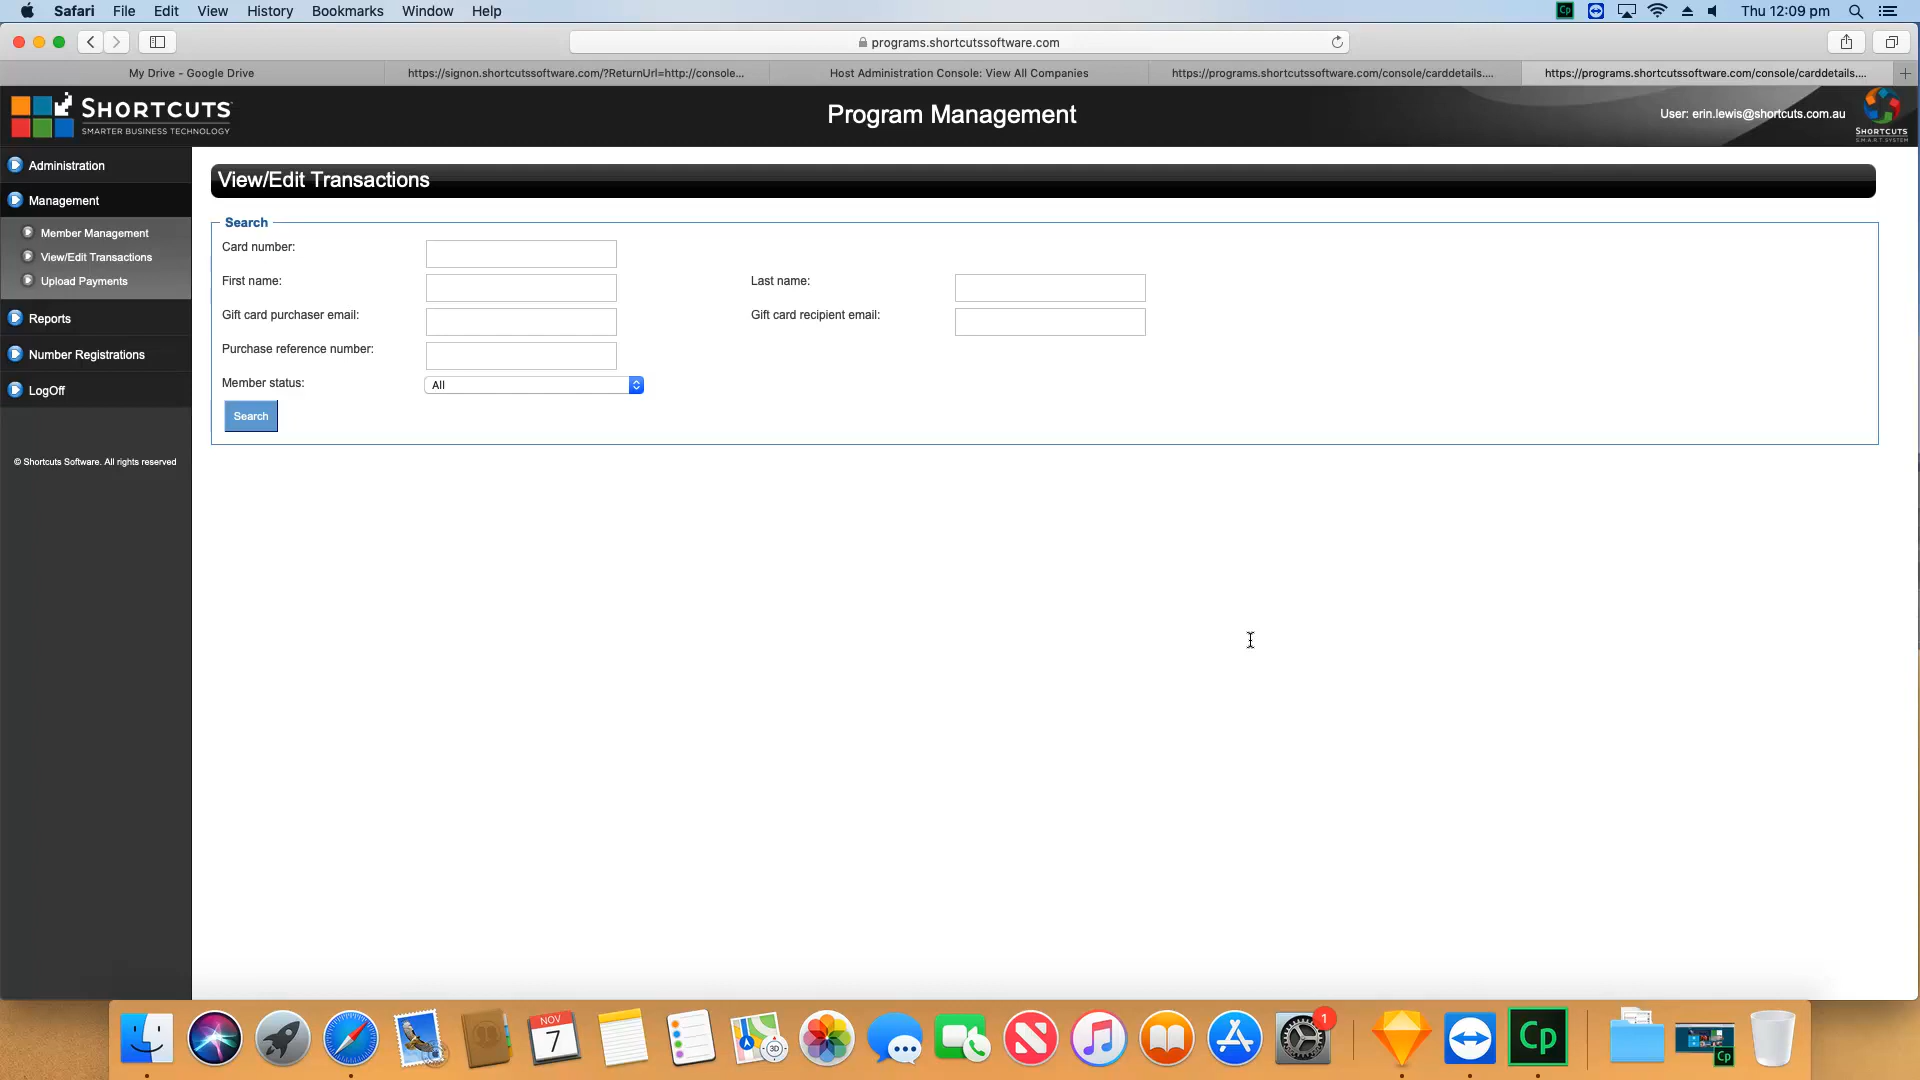 Safari File Edit View History Bookmarks Window Help
Cp
Thu 12:09 pm
programs.shortcutssoftware.com
My Drive - Google Drive
https://signon.shortcutssoftware.com/?ReturnUrl=http://console...
Host Administration Console: View All Companies
https://programs.shortcutssoftware.com/console/carddetails....
https://programs.shortcutssoftware.com/console/carddetails....
SHORTCUTS
SMARTER BUSINESS TECHNOLOGY
Program Management
User: erin.lewis@shortcuts.com.au
SHORTCUTS
S.M.A.R.T SYSTEM
Administration
Management
Member Management
View/Edit Transactions
Upload Payments
Reports
Number Registrations
LogOff
© Shortcuts Software. All rights reserved
View/Edit Transactions
Search
Card number:
First name:
Last name:
Gift card purchaser email:
Gift card recipient email:
Purchase reference number:
Member status:
All
Search
NOV
7
3D
1
Cp
Cp